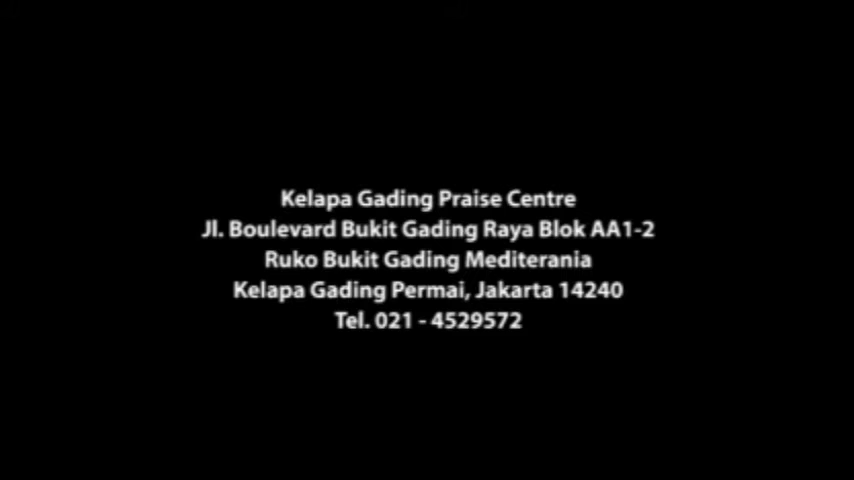 Kelapa Gading Praise Centre
Jl. Boulevard Bukit Gading Raya Blok AA1-2
Ruko Bukit Gading Mediterania
Kelapa Gading Permai, Jakarta 14240
Tel. 021 - 4529572